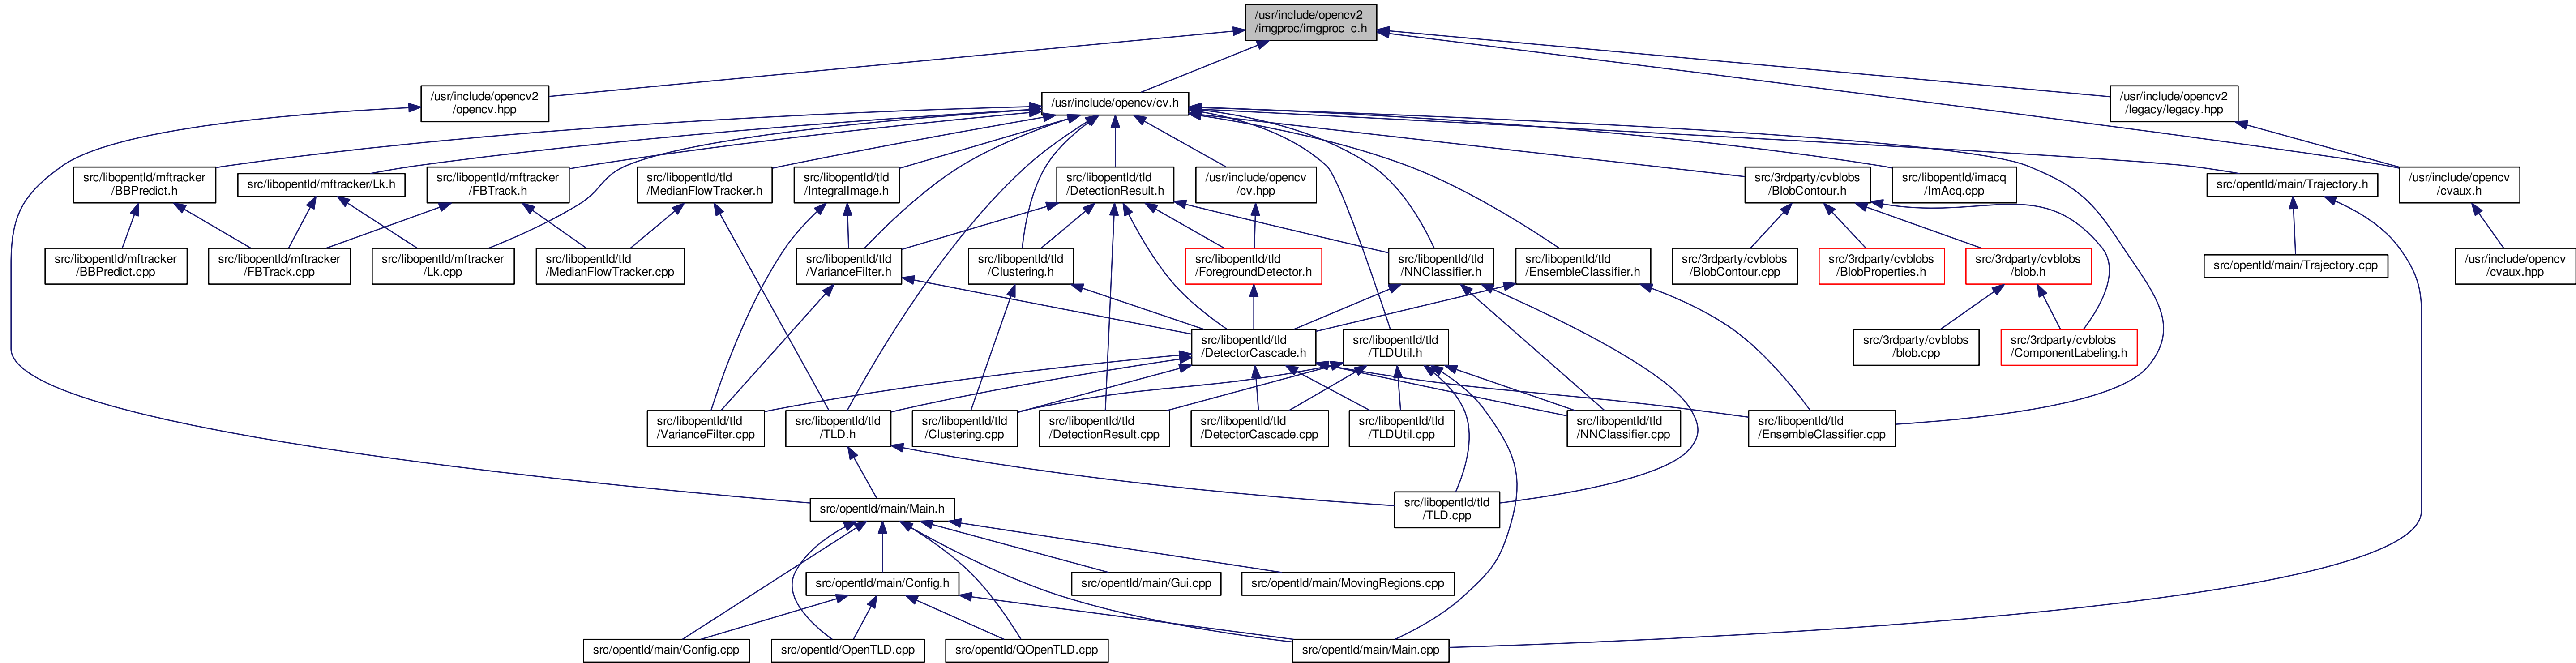 /usr/include/opencv2
/imgproc/imgproc_c.h
/usr/include/opencv2
/opencv.hpp
/usr/include/opencv/cv.h
/usr/include/opencv2
/legacy/legacy.hpp
src/libopentld/mftracker
/BBPredict.h
src/libopentld/mftracker/Lk.h
src/libopentld/mftracker
/FBTrack.h
src/libopentld/tld
/MedianFlowTracker.h
src/libopentld/tld
/IntegralImage.h
src/libopentld/tld
/DetectionResult.h
/usr/include/opencv
/cv.hpp
src/3rdparty/cvblobs
/BlobContour.h
src/libopentld/imacq
/ImAcq.cpp
src/opentld/main/Trajectory.h
/usr/include/opencv
/cvaux.h
src/libopentld/mftracker
/BBPredict.cpp
src/libopentld/mftracker
/FBTrack.cpp
src/libopentld/mftracker
/Lk.cpp
src/libopentld/tld
/MedianFlowTracker.cpp
src/libopentld/tld
/VarianceFilter.h
src/libopentld/tld
/Clustering.h
src/libopentld/tld
/ForegroundDetector.h
src/libopentld/tld
/NNClassifier.h
src/libopentld/tld
/EnsembleClassifier.h
src/3rdparty/cvblobs
/BlobContour.cpp
src/3rdparty/cvblobs
/BlobProperties.h
src/3rdparty/cvblobs
/blob.h
src/opentld/main/Trajectory.cpp
/usr/include/opencv
/cvaux.hpp
src/libopentld/tld
/DetectorCascade.h
src/libopentld/tld
/TLDUtil.h
src/3rdparty/cvblobs
/blob.cpp
src/3rdparty/cvblobs
/ComponentLabeling.h
src/libopentld/tld
/VarianceFilter.cpp
src/libopentld/tld
/TLD.h
src/libopentld/tld
/Clustering.cpp
src/libopentld/tld
/DetectionResult.cpp
src/libopentld/tld
/DetectorCascade.cpp
src/libopentld/tld
/TLDUtil.cpp
src/libopentld/tld
/NNClassifier.cpp
src/libopentld/tld
/EnsembleClassifier.cpp
src/opentld/main/Main.h
src/libopentld/tld
/TLD.cpp
src/opentld/main/Config.h
src/opentld/main/Gui.cpp
src/opentld/main/MovingRegions.cpp
src/opentld/main/Config.cpp
src/opentld/OpenTLD.cpp
src/opentld/QOpenTLD.cpp
src/opentld/main/Main.cpp